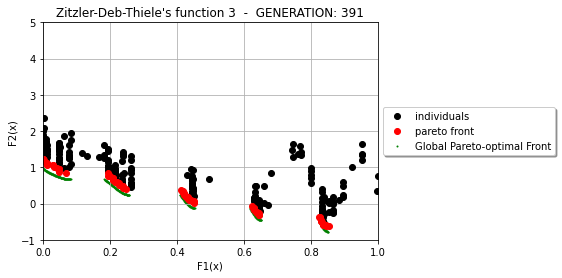 Zitzler-Deb-Thiele's function 3 - GENERATION: 391
5
4
3
2
1
0
−1
F2(x)
0.0 0.2 0.4 0.6 0.8 1.0
F1(x)
individuals
pareto front
Global Pareto-optimal Front